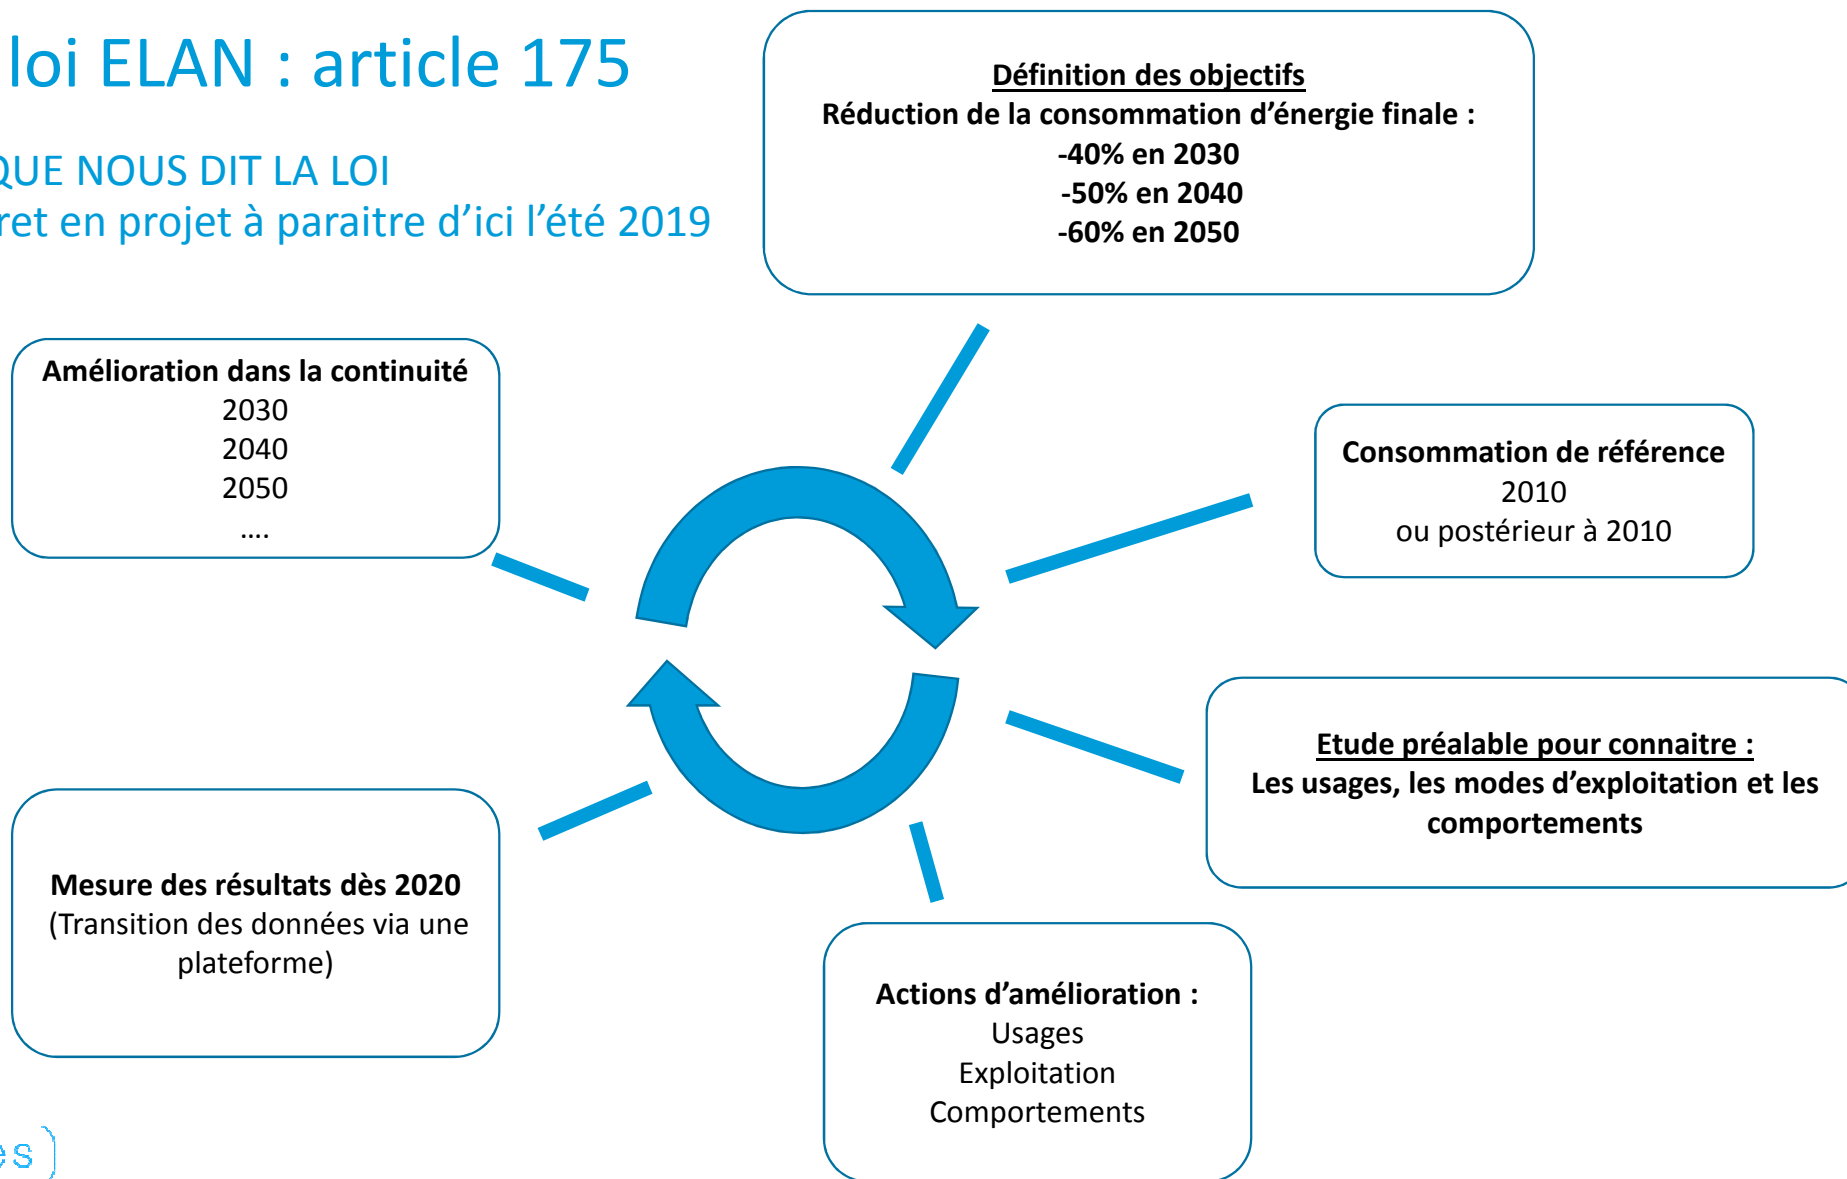 loi ELAN : article 175
QUE NOUS DIT LA LOI
ret en projet à paraitre d'ici l'été 2019
Définition des objectifs
Réduction de la consommation d'énergie finale :
-40% en 2030
-50% en 2040
-60% en 2050
Consommation de référence
2010
ou postérieur à 2010
Etude préalable pour connaitre :
Les usages, les modes d'exploitation et les
comportements
Actions d'amélioration :
Usages
Exploitation
Comportements
Mesure des résultats dès 2020
(Transition des données via une
plateforme)
Amélioration dans la continuité
2030
2040
2050
....
es)